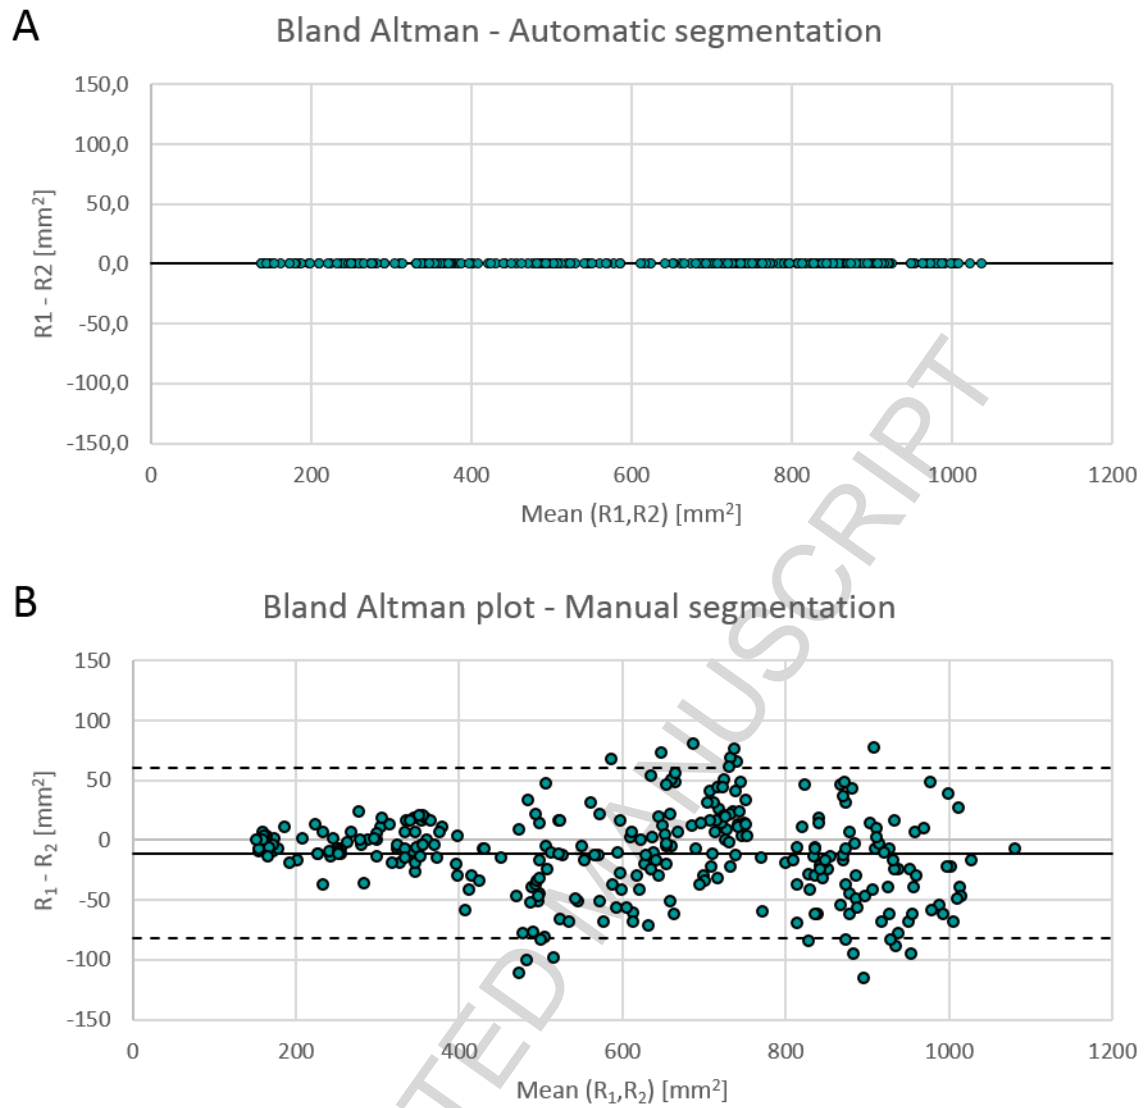 A
Bland Altman - Automatic segmentation
150,0
100,0
50,0
0,0
-50,0
-100,0
-150,0
R1 - R2 [mm²]
0 200 400 600 800 1000 1200
Mean (R1,R2) [mm²]
B
Bland Altman plot - Manual segmentation
150
100
50
0
-50
-100
-150
R₁ - R₂ [mm²]
0 200 400 600 800 1000 1200
Mean (R₁,R₂) [mm²]
TED MANUSCRIPT